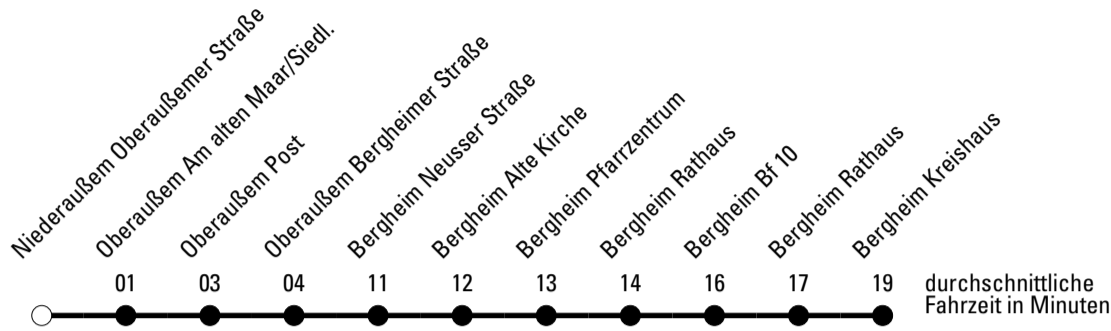 Niederaußem Oberaußemer Straße
Oberaußem Am alten Maar/Siedl.
Oberaußem Post
Oberaußem Bergheimer Straße
Bergheim Neusser Straße
Bergheim Alte Kirche
Bergheim Pfarrzentrum
Bergheim Rathaus
Bergheim Bf 10
Bergheim Rathaus
Bergheim Kreishaus
01 03 04 11 12 13 14 16 17 19 durchschnittliche
Fahrzeit in Minuten